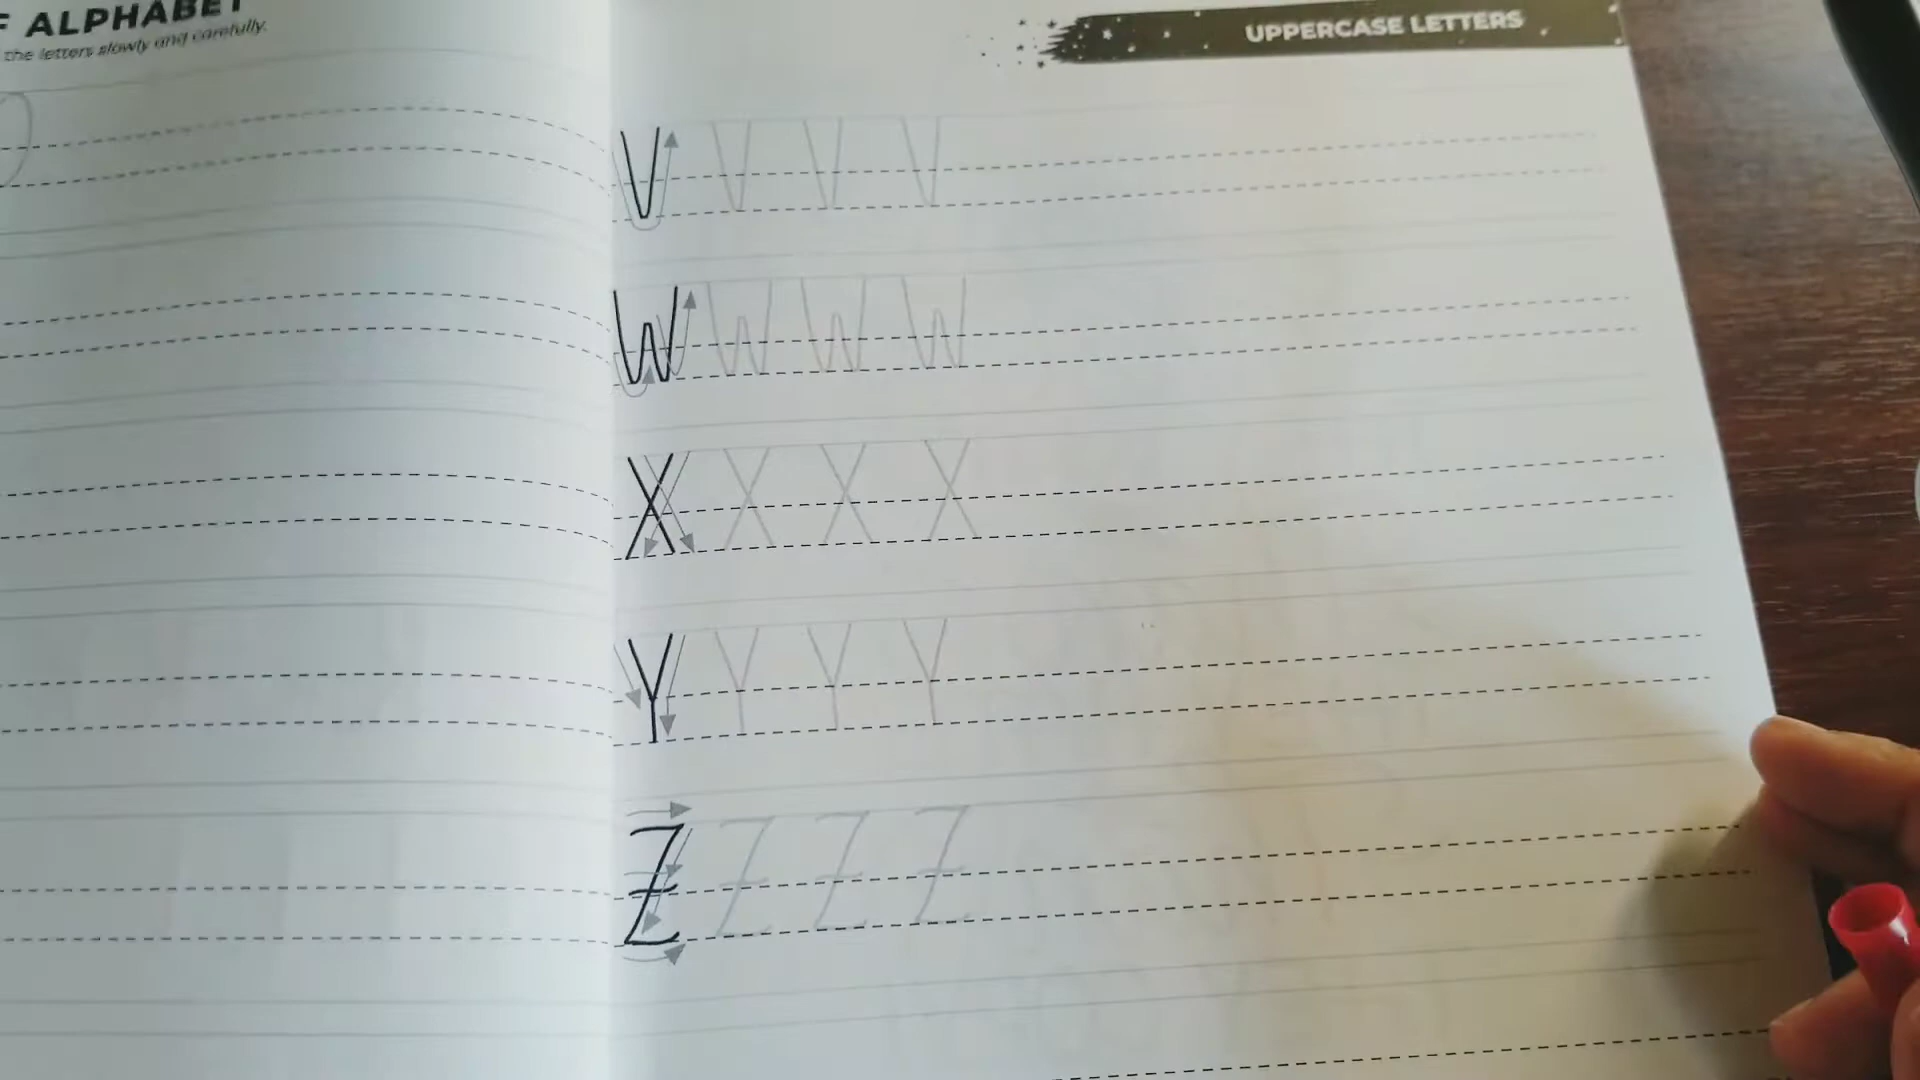 F ALPHABET
the letters slowly and carefully.
UPPERCASE LETTERS
V V V V
W W W W
X X X X
Y Y Y Y
Z Z Z Z